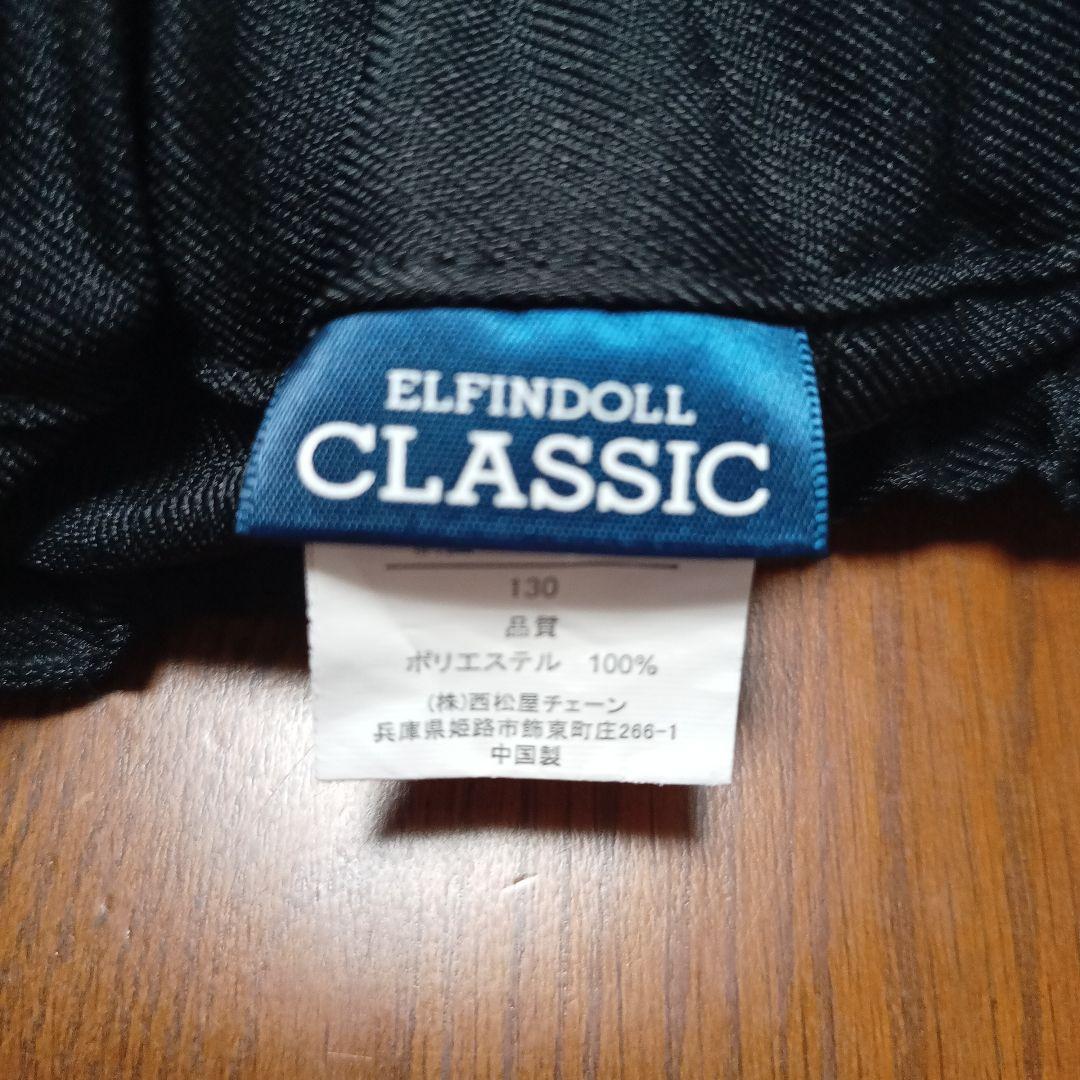 ELFINDOLL
CLASSIC
130
品質
ポリエステル 100%
(株)西松屋チェーン
兵庫県姫路市飾東町庄266-1
中国製